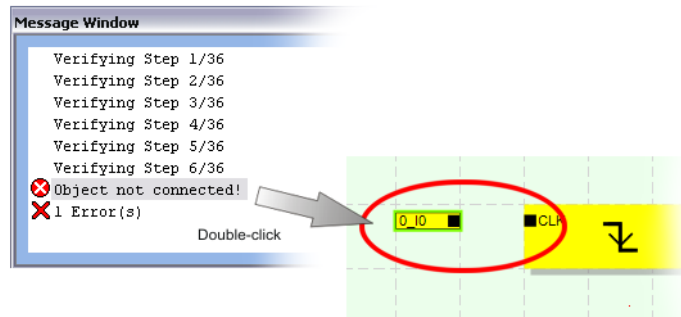 Message Window
Verifying Step 1/36
Verifying Step 2/36
Verifying Step 3/36
Verifying Step 4/36
Verifying Step 5/36
Verifying Step 6/36
Object not connected!
1 Error(s)
Double-click
0_I0
CLK